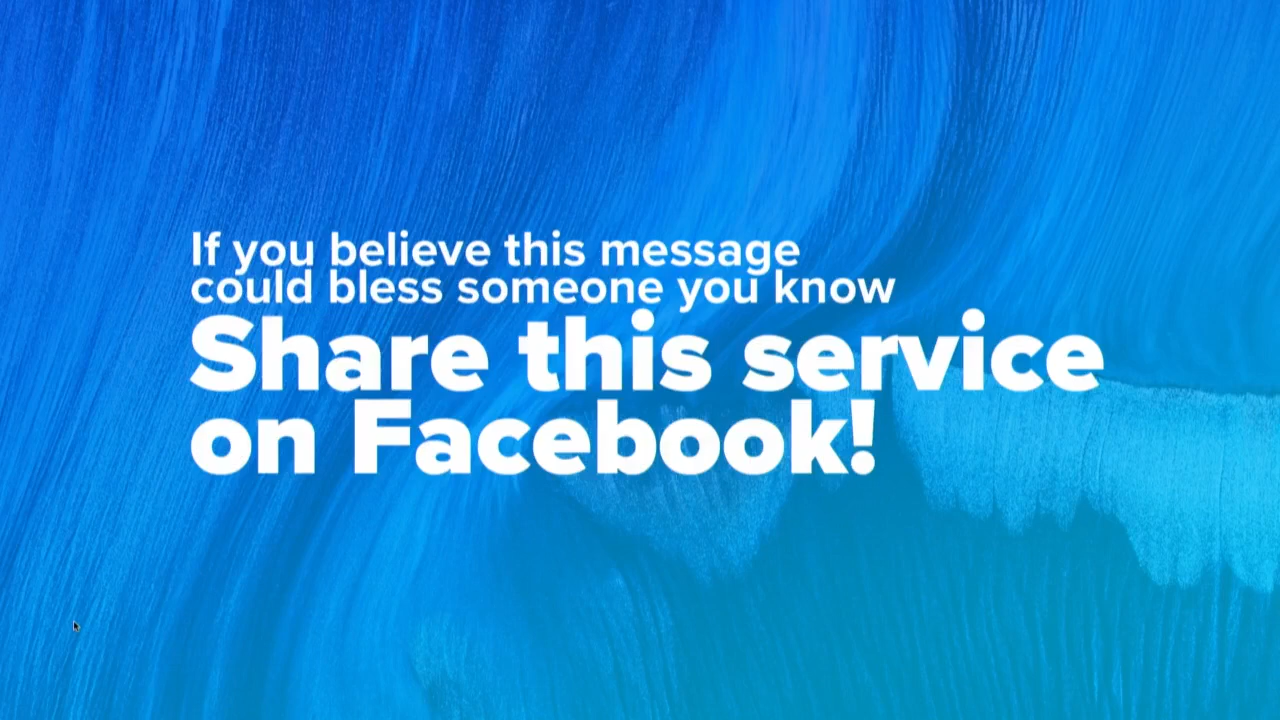 If you believe this message
could bless someone you know
Share this service
on Facebook!